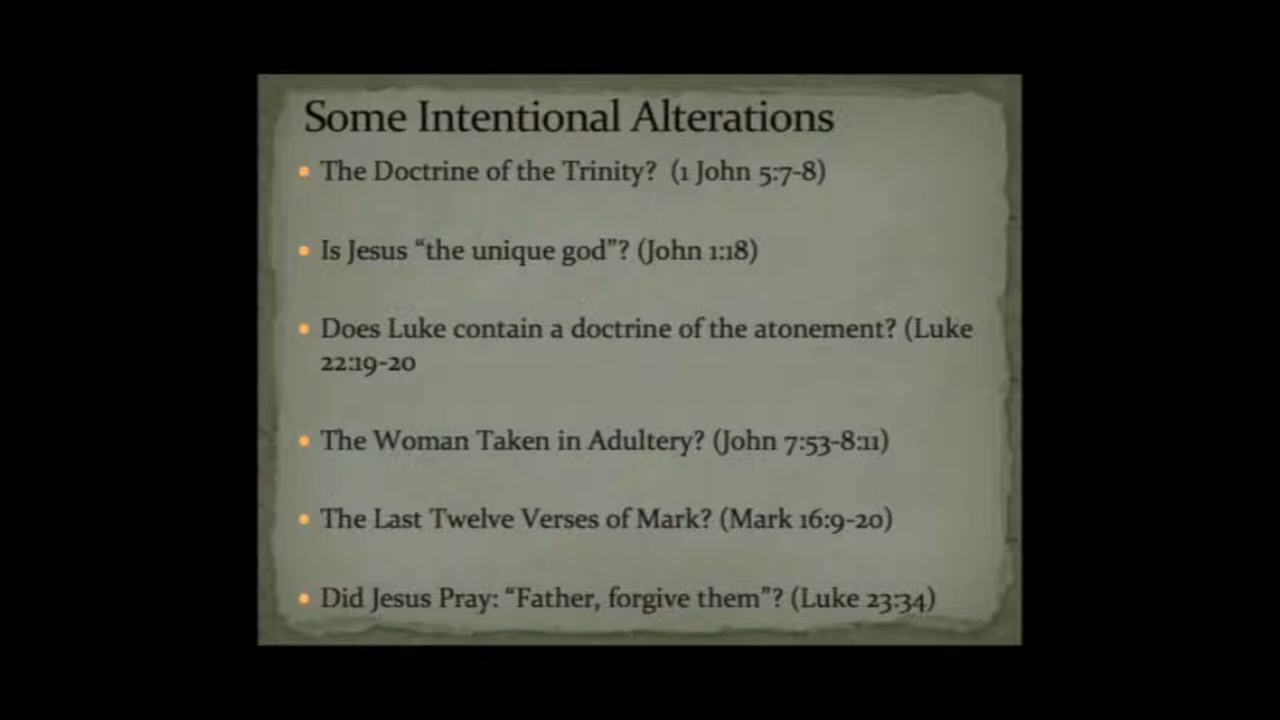 Some Intentional Alterations
• The Doctrine of the Trinity? (1 John 5:7-8)
• Is Jesus “the unique god”? (John 1:18)
• Does Luke contain a doctrine of the atonement? (Luke
22:19-20
• The Woman Taken in Adultery? (John 7:53-8:11)
• The Last Twelve Verses of Mark? (Mark 16:9-20)
• Did Jesus Pray: “Father, forgive them”? (Luke 23:34)